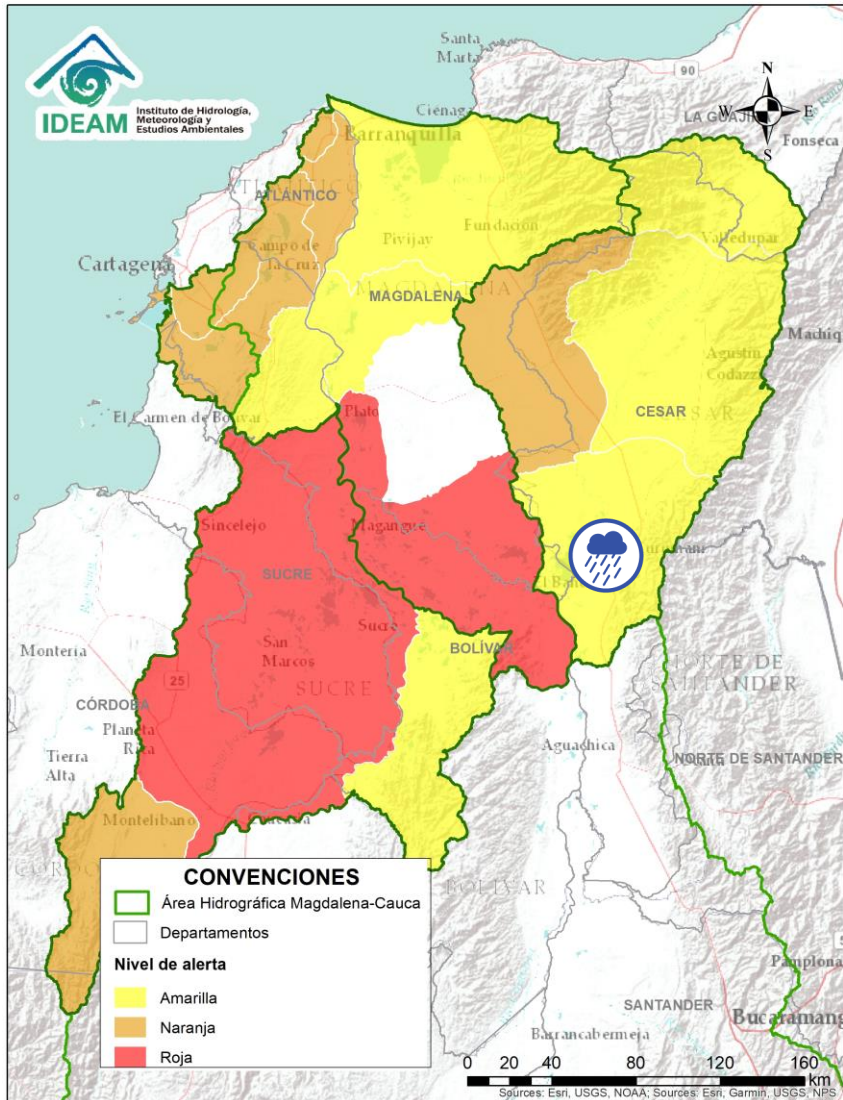 IDEAM
Instituto de Hidrología,
Meteorología y
Estudios Ambientales
Santa
Marta
90
N
W
E
S
LA GUAJIRA
Ciénaga
Fonseca
Barranquilla
ATLÁNTICO
Fundación
Pivijay
Valledupar
Campo de
la Cruz
Cartagena
MAGDALENA
MAGDALENA
Agustín
Codazzi
CESAR
El Carmen de Bolívar
Plato
Sincelejo
Magangué
SUCRE
Sucre
San
Marcos
BOLÍVAR
Montería
SUCRE
NORTE DE
SANTANDER
25
CÓRDOBA
Planeta
Rica
Aguachica
Tierra
Alta
NORTE DE SANTANDER
Montelibano
BOLÍVAR
CONVENCIONES
Área Hidrográfica Magdalena-Cauca
Departamentos
Nivel de alerta
Amarilla
Naranja
Roja
Pamplona
SANTANDER
Bucaramang
Barrancabermeja
0 20 40 80 120 160
Km
Sources: Esri, USGS, NOAA; Sources: Esri, Garmin, USGS, NPS